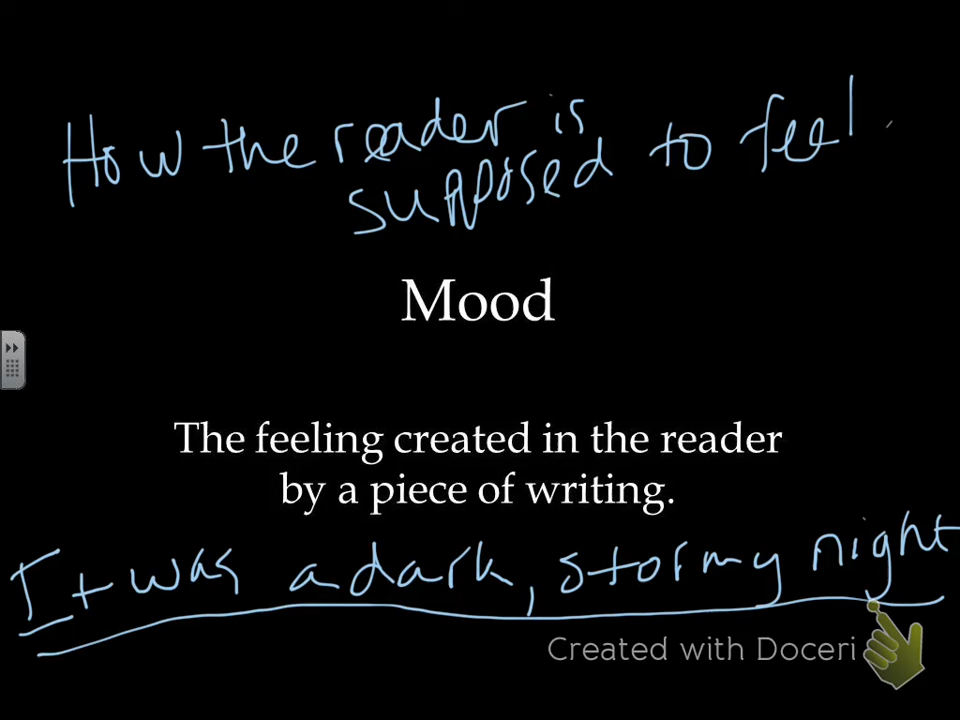 How the reader is
supposed to feel.
Mood
The feeling created in the reader
by a piece of writing.
It was a dark, stormy night
Created with Doceri